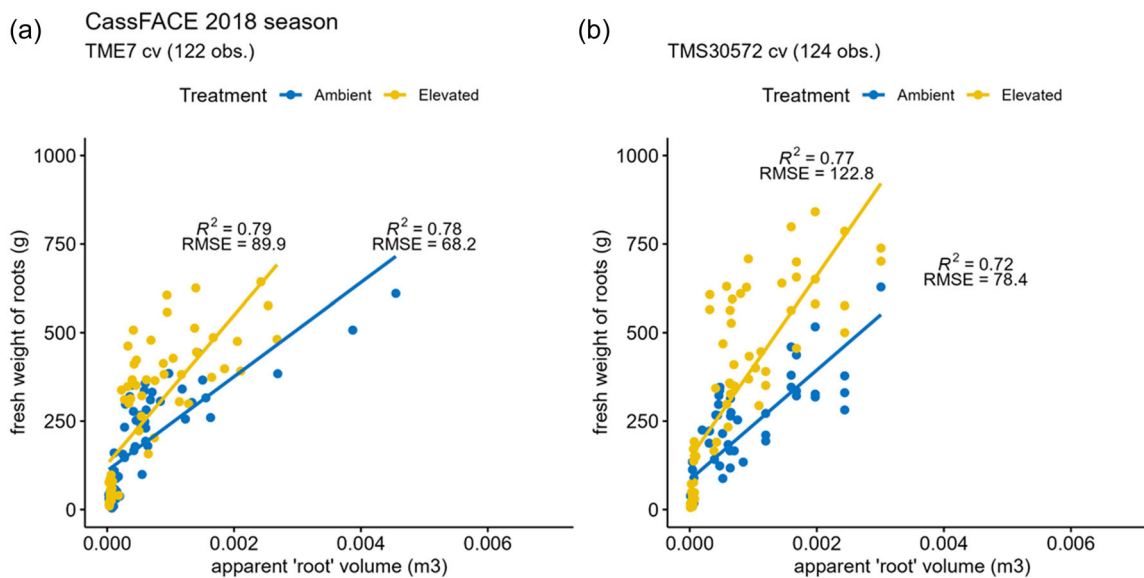 CassFACE 2018 season
(a)
TME7 cv (122 obs.)
Treatment Ambient Elevated
1000
750
500
250
0
fresh weight of roots (g)
R² = 0.79
RMSE = 89.9
R² = 0.78
RMSE = 68.2
0.000 0.002 0.004 0.006
apparent 'root' volume (m3)
(b)
TMS30572 cv (124 obs.)
Treatment Ambient Elevated
1000
750
500
250
0
fresh weight of roots (g)
R² = 0.77
RMSE = 122.8
R² = 0.72
RMSE = 78.4
0.000 0.002 0.004 0.006
apparent 'root' volume (m3)